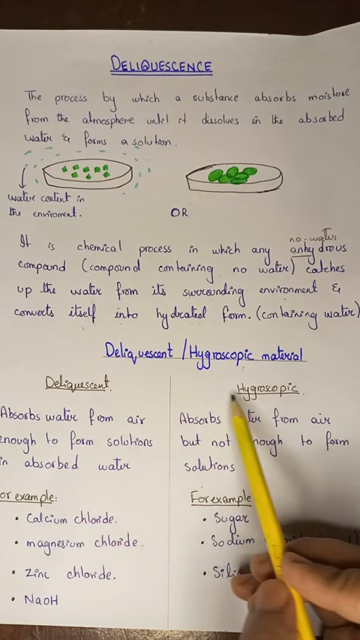 DELIQUESCENCE
The process by which a substance absorbs moisture
from the atmosphere until it dissolves in the absorbed
water & forms a solution.
water content in
the enviroment.
OR
no water
It is chemical process in which any anhydrous
compound (compound containing no water) catches
up the water from its surrounding environment &
converts itself into hydrated form. (containing water)
Deliquescent / Hygroscopic material
Deliquescent
Absorbs water from air
enough to form solutions
in absorbed water
For example:
• Calcium chloride.
• magnesium chloride.
• Zinc chloride.
• NaOH
Hygroscopic
Absorbs from air
but not enough to form
solutions
For example
• Sugar
• Sodium